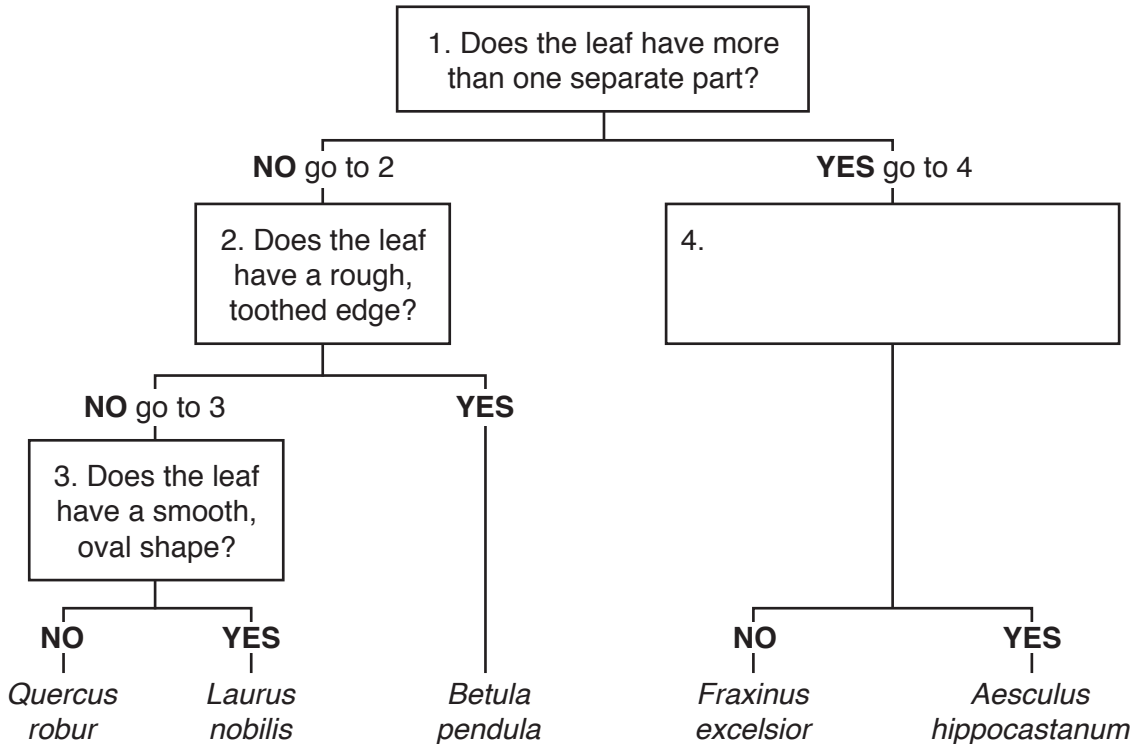 1. Does the leaf have more
than one separate part?
NO go to 2
YES go to 4
2. Does the leaf
have a rough,
toothed edge?
4.
NO go to 3
YES
3. Does the leaf
have a smooth,
oval shape?
NO
YES
NO
YES
Quercus
robur
Laurus
nobilis
Betula
pendula
Fraxinus
excelsior
Aesculus
hippocastanum